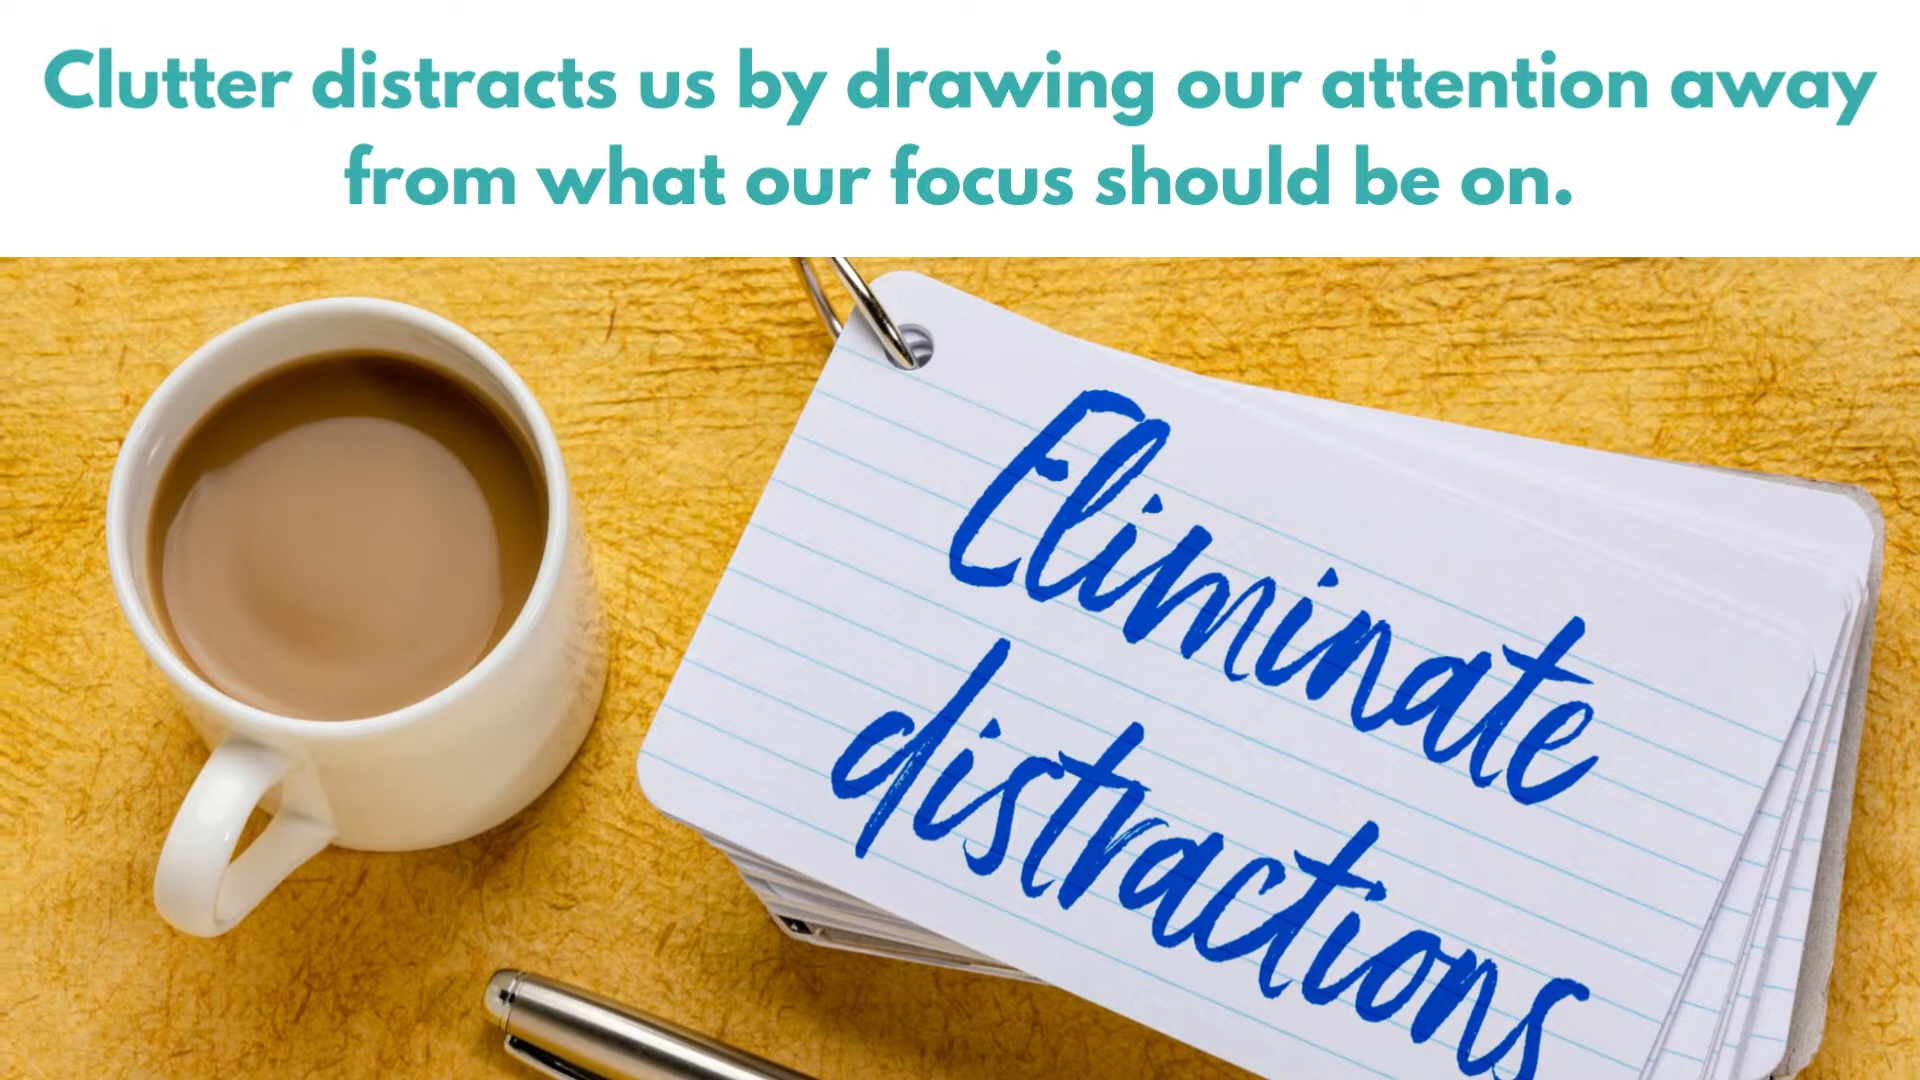 Clutter distracts us by drawing our attention away
from what our focus should be on.
Eliminate
distractions